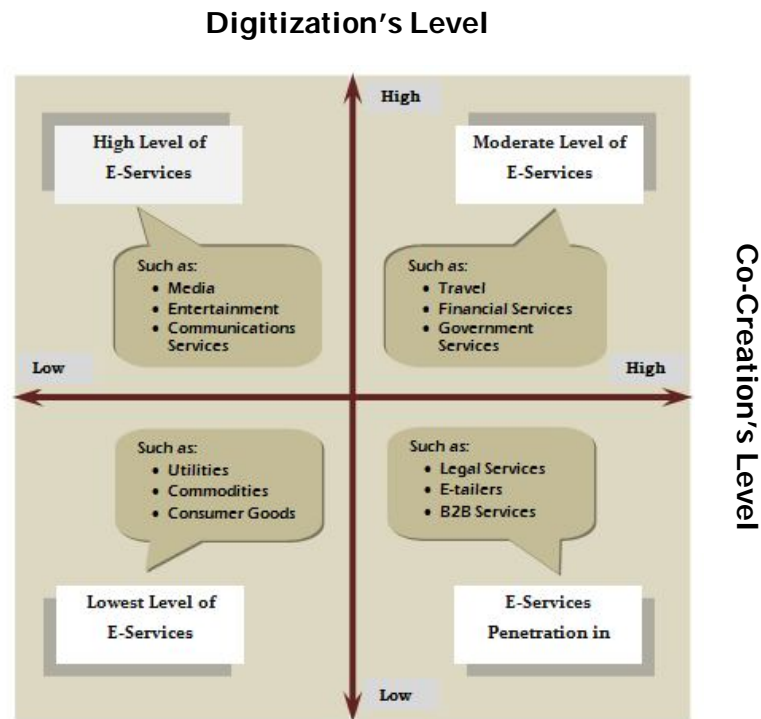 Digitization's Level
High
High Level of
E-Services
Moderate Level of
E-Services
Such as:
• Media
• Entertainment
• Communications
Services
Such as:
• Travel
• Financial Services
• Government
Services
Low
High
Co-Creation's Level
Such as:
• Utilities
• Commodities
• Consumer Goods
Such as:
• Legal Services
• E-tailers
• B2B Services
Lowest Level of
E-Services
E-Services
Penetration in
Low